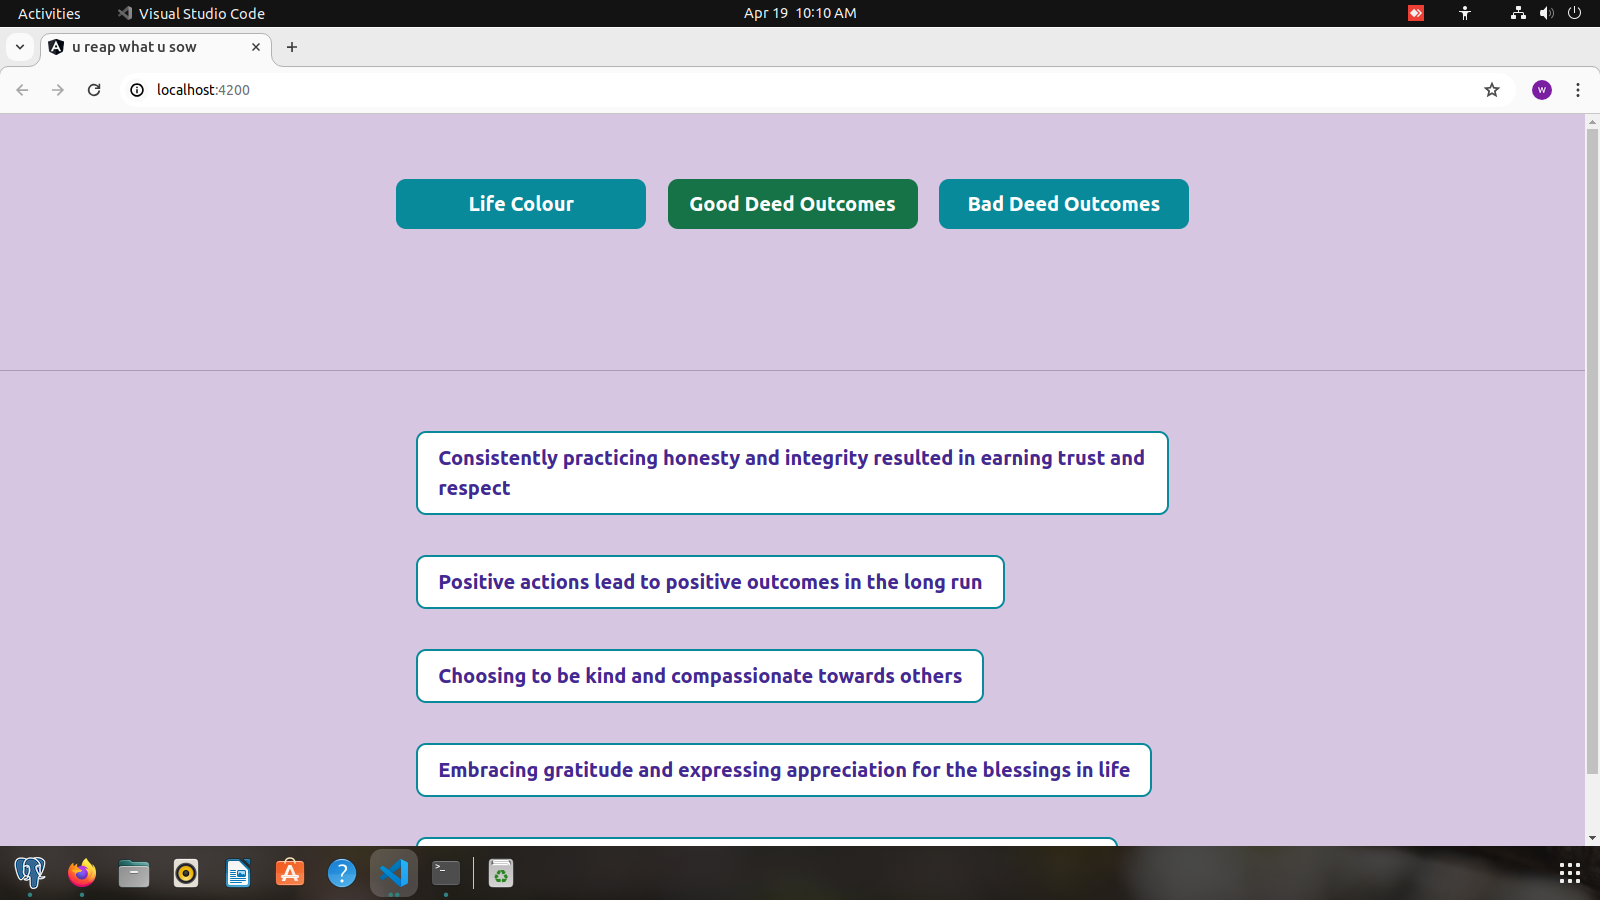 Activities
Visual Studio Code
Apr 19 10:10 AM
u reap what u sow
localhost:4200
w
Life Colour
Good Deed Outcomes
Bad Deed Outcomes
Consistently practicing honesty and integrity resulted in earning trust and
respect
Positive actions lead to positive outcomes in the long run
Choosing to be kind and compassionate towards others
Embracing gratitude and expressing appreciation for the blessings in life